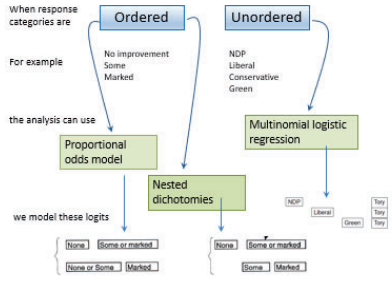 When response
categories are
Ordered
Unordered
For example
No improvement
Some
Marked
NDP
Liberal
Conservative
Green
the analysis can use
Proportional
odds model
Multinomial logistic
regression
Nested
dichotomies
we model these logits
NDP
Tory
Liberal
Tory
Green
Tory
None
Some or marked
None
Some or marked
None or Some
Marked
Some
Marked